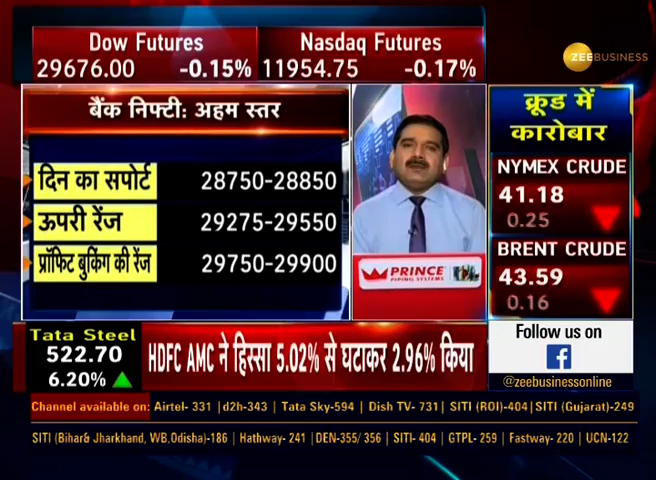 Dow Futures
29676.00 -0.15%
Nasdaq Futures
11954.75 -0.17%
ZEEBUSINESS
बैंक निफ्टी: अहम स्तर
दिन का सपोर्ट 28750-28850
ऊपरी रेंज 29275-29550
प्रॉफिट बुकिंग की रेंज 29750-29900
PRINCE
PIPING SYSTEMS
क्रूड में
कारोबार
NYMEX CRUDE
41.18
0.25
BRENT CRUDE
43.59
0.16
Tata Steel
522.70
6.20%
HDFC AMC ने हिस्सा 5.02% से घटाकर 2.96% किया
Follow us on
@zeebusinessonline
Channel available on: Airtel- 331 |d2h-343 | Tata Sky-594 | Dish TV- 731| SITI (ROI)-404|SITI (Gujarat)-249
SITI (Bihar& Jharkhand, WB,Odisha)-186 | Hathway- 241 |DEN-355/ 356 | SITI- 404 | GTPL- 259 | Fastway- 220 | UCN-122